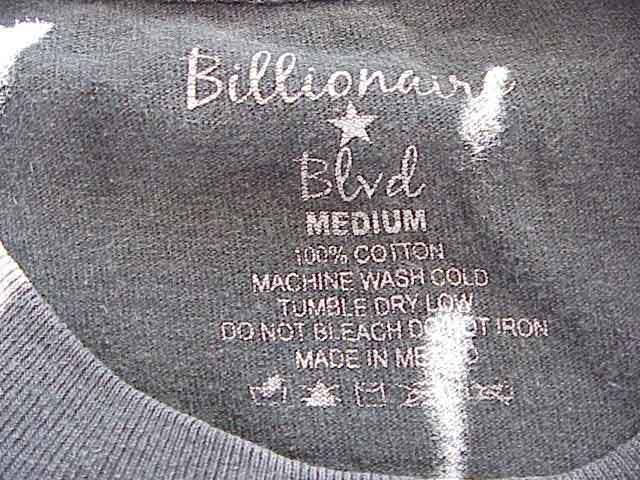 Billionaire
Blvd
MEDIUM
100% COTTON
MACHINE WASH COLD
TUMBLE DRY LOW
DO NOT BLEACH DO NOT IRON
MADE IN MEXICO